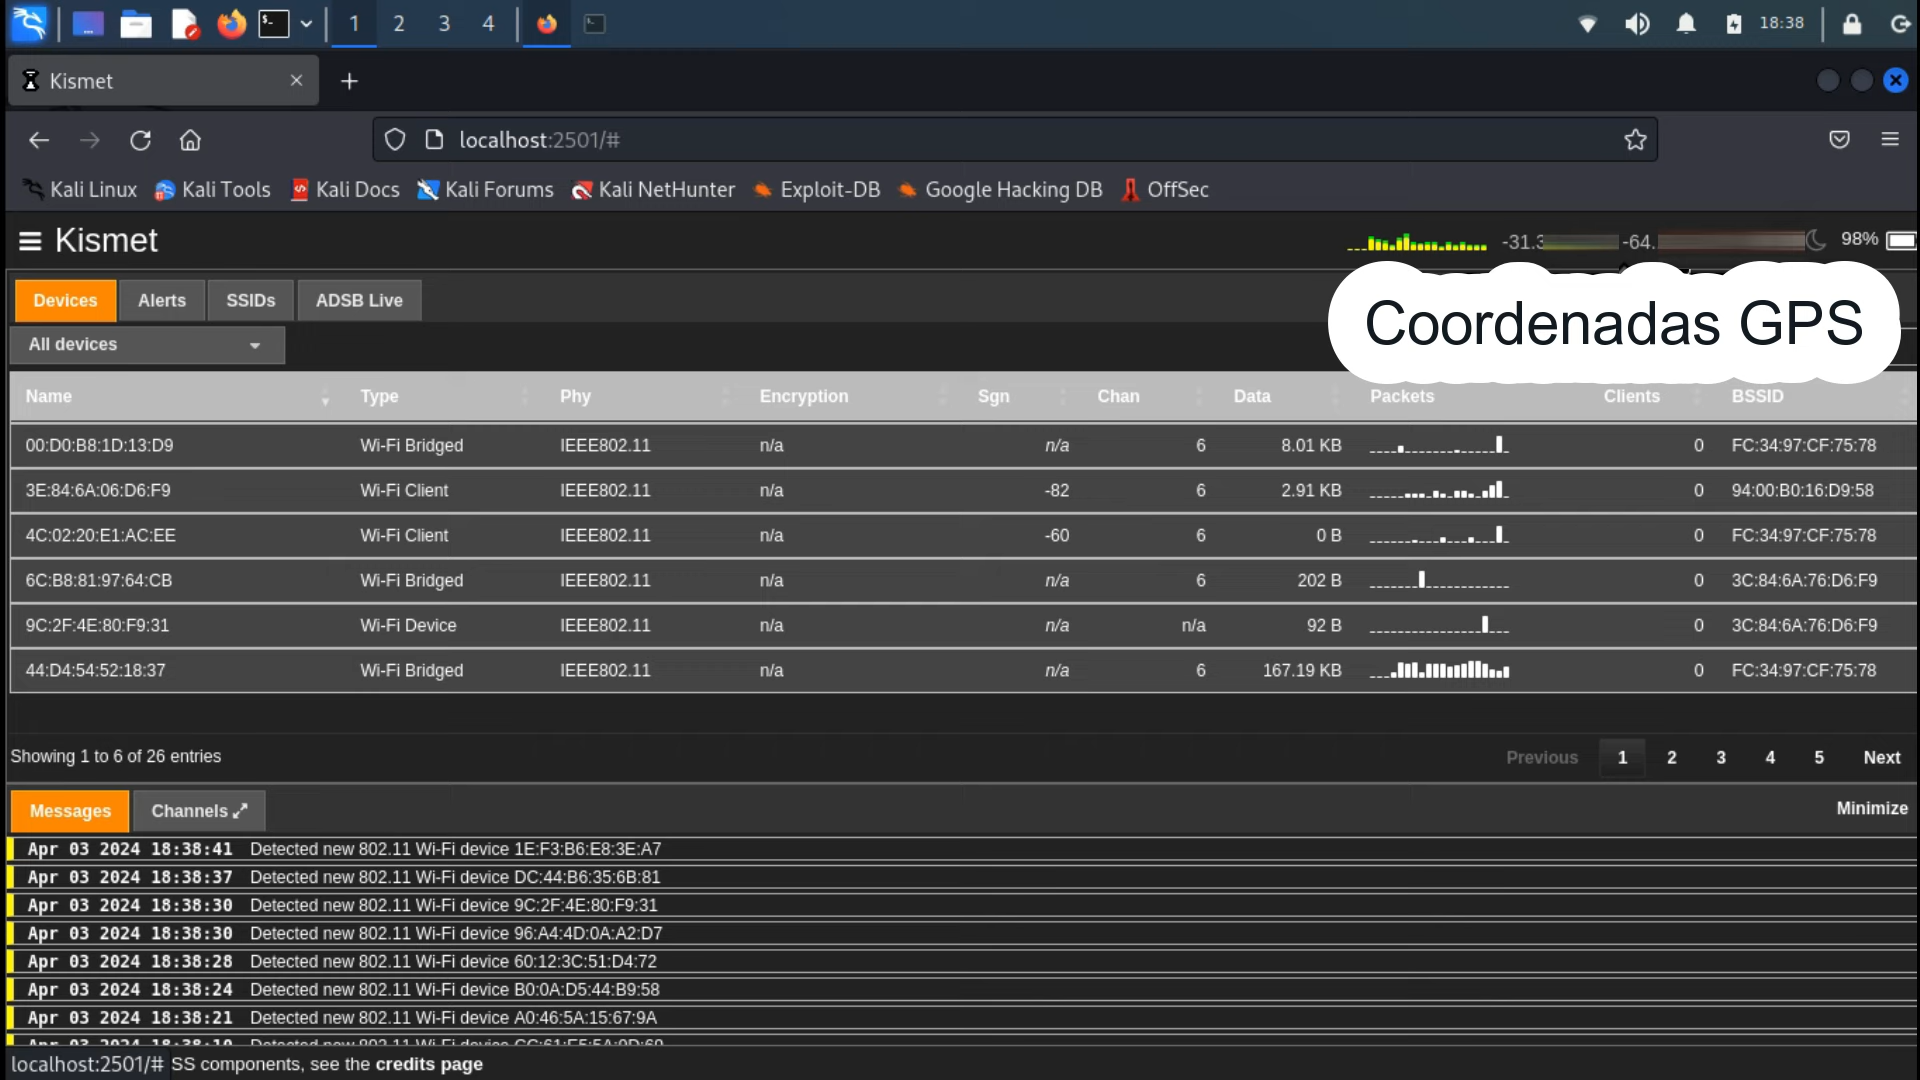 1 2 3 4 18:38
Kismet
localhost:2501/#
Kali Linux Kali Tools Kali Docs Kali Forums Kali NetHunter Exploit-DB Google Hacking DB OffSec
Kismet -31.3 -64. 98%
Coordenadas GPS
Devices Alerts SSIDs ADSB Live
All devices
Name Type Phy Encryption Sgn Chan Data Packets Clients BSSID
00:D0:B8:1D:13:D9 Wi-Fi Bridged IEEE802.11 n/a n/a 6 8.01 KB 0 FC:34:97:CF:75:78
3E:84:6A:06:D6:F9 Wi-Fi Client IEEE802.11 n/a -82 6 2.91 KB 0 94:00:B0:16:D9:58
4C:02:20:E1:AC:EE Wi-Fi Client IEEE802.11 n/a -60 6 0 B 0 FC:34:97:CF:75:78
6C:B8:81:97:64:CB Wi-Fi Bridged IEEE802.11 n/a n/a 6 202 B 0 3C:84:6A:76:D6:F9
9C:2F:4E:80:F9:31 Wi-Fi Device IEEE802.11 n/a n/a n/a 92 B 0 3C:84:6A:76:D6:F9
44:D4:54:52:18:37 Wi-Fi Bridged IEEE802.11 n/a n/a 6 167.19 KB 0 FC:34:97:CF:75:78
Showing 1 to 6 of 26 entries Previous 1 2 3 4 5 Next
Messages Channels Minimize
Apr 03 2024 18:38:41 Detected new 802.11 Wi-Fi device 1E:F3:B6:E8:3E:A7
Apr 03 2024 18:38:37 Detected new 802.11 Wi-Fi device DC:44:B6:35:6B:81
Apr 03 2024 18:38:30 Detected new 802.11 Wi-Fi device 9C:2F:4E:80:F9:31
Apr 03 2024 18:38:30 Detected new 802.11 Wi-Fi device 96:A4:4D:0A:A2:D7
Apr 03 2024 18:38:28 Detected new 802.11 Wi-Fi device 60:12:3C:51:D4:72
Apr 03 2024 18:38:24 Detected new 802.11 Wi-Fi device B0:0A:D5:44:B9:58
Apr 03 2024 18:38:21 Detected new 802.11 Wi-Fi device A0:46:5A:15:67:9A
Apr 03 2024 Detected new 802.11 Wi-Fi device
localhost:2501/# SS components, see the credits page